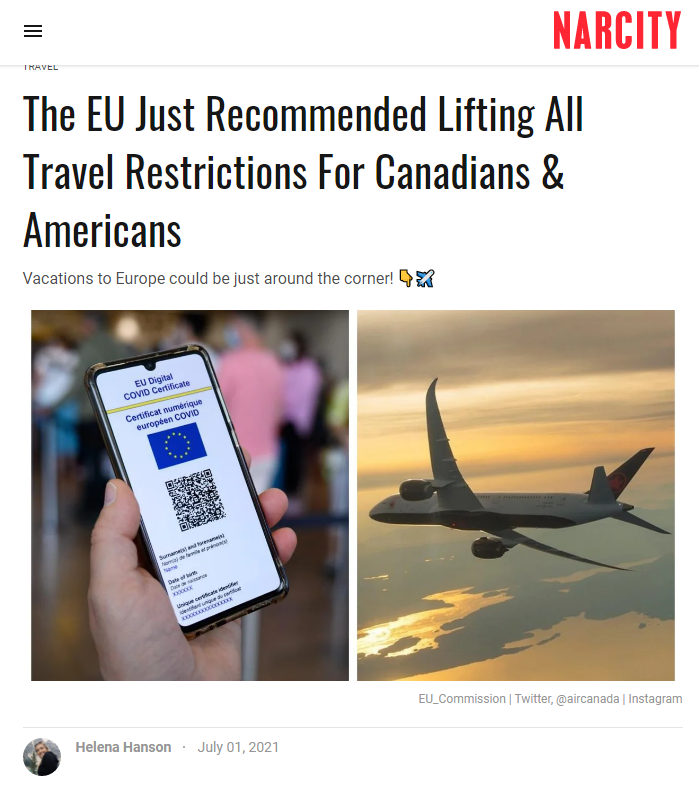 NARCITY
TRAVEL
The EU Just Recommended Lifting All
Travel Restrictions For Canadians &
Americans
Vacations to Europe could be just around the corner! 👇✈️
EU Digital
COVID Certificate
Certificat numérique
européen COVID
Surname(s) and forename(s)
Nom(s) de famille et prénom(s)
Name
Date of birth
Date de naissance
XXXXXX
Unique certificate identifier
Identifiant unique du certificat
EU_Commission | Twitter, @aircanada | Instagram
Helena Hanson · July 01, 2021